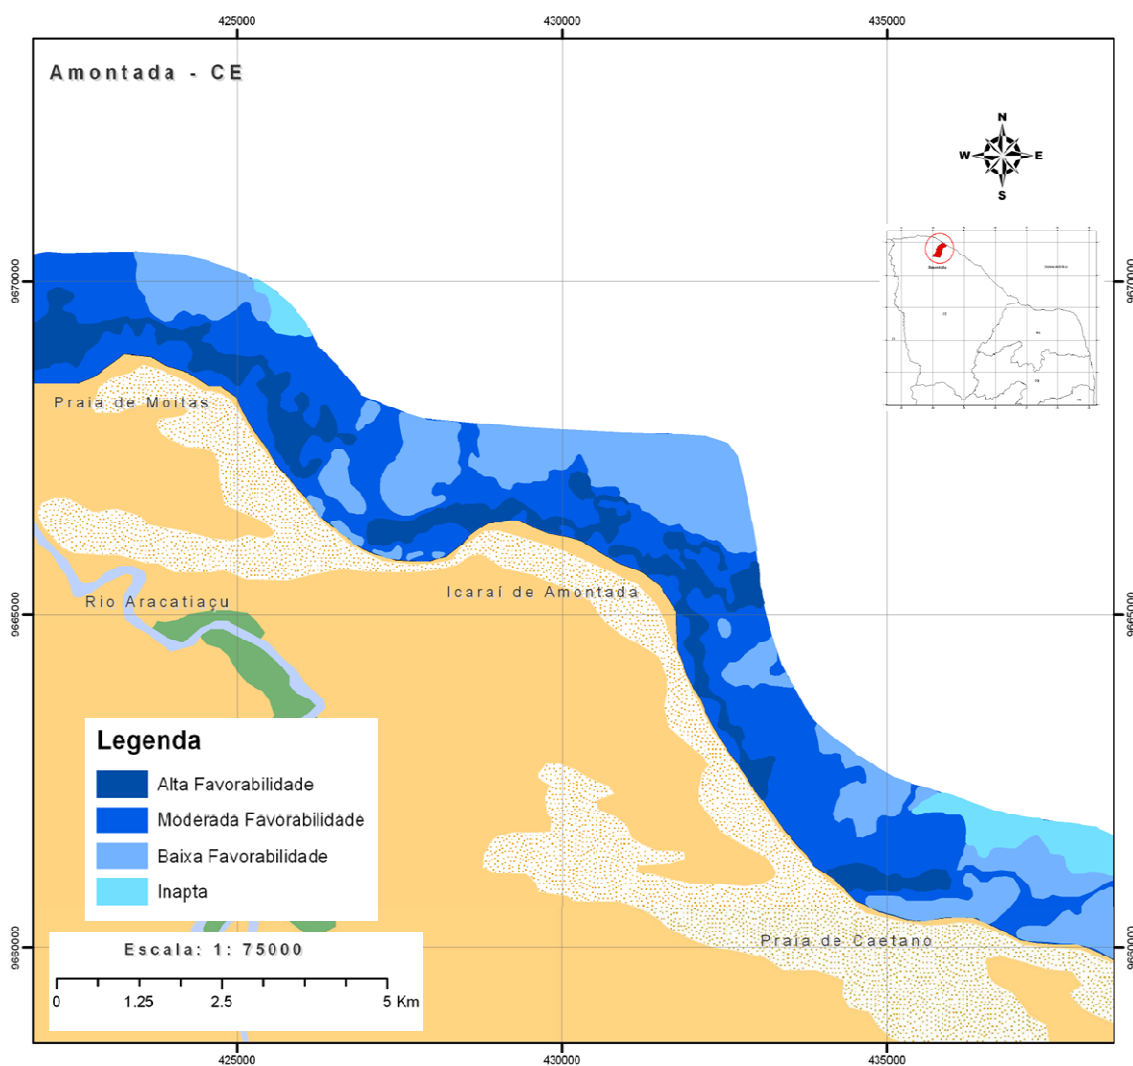 425000
430000
435000
Amontada - CE
N
W
E
S
9670000
9670000
Praia de Moitas
Icaraí de Amontada
Rio Aracatiaçu
9665000
9665000
Legenda
Alta Favorabilidade
Moderada Favorabilidade
Baixa Favorabilidade
Inapta
Praia de Caetano
Escala: 1: 75000
0
1.25
2.5
5 Km
9660000
9660000
425000
430000
435000